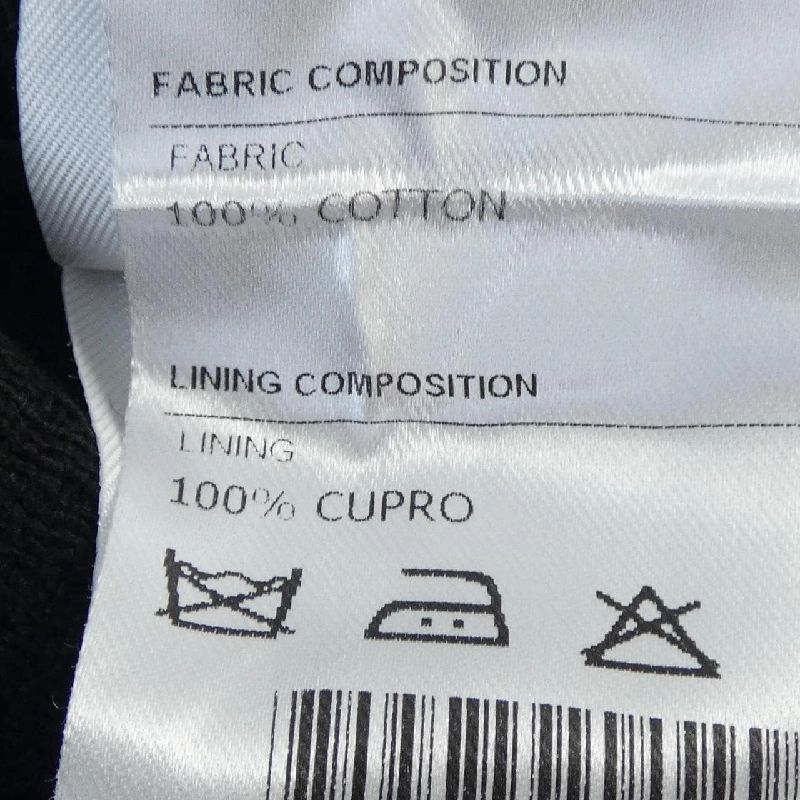 FABRIC COMPOSITION
FABRIC
100% COTTON
LINING COMPOSITION
LINING
100% CUPRO